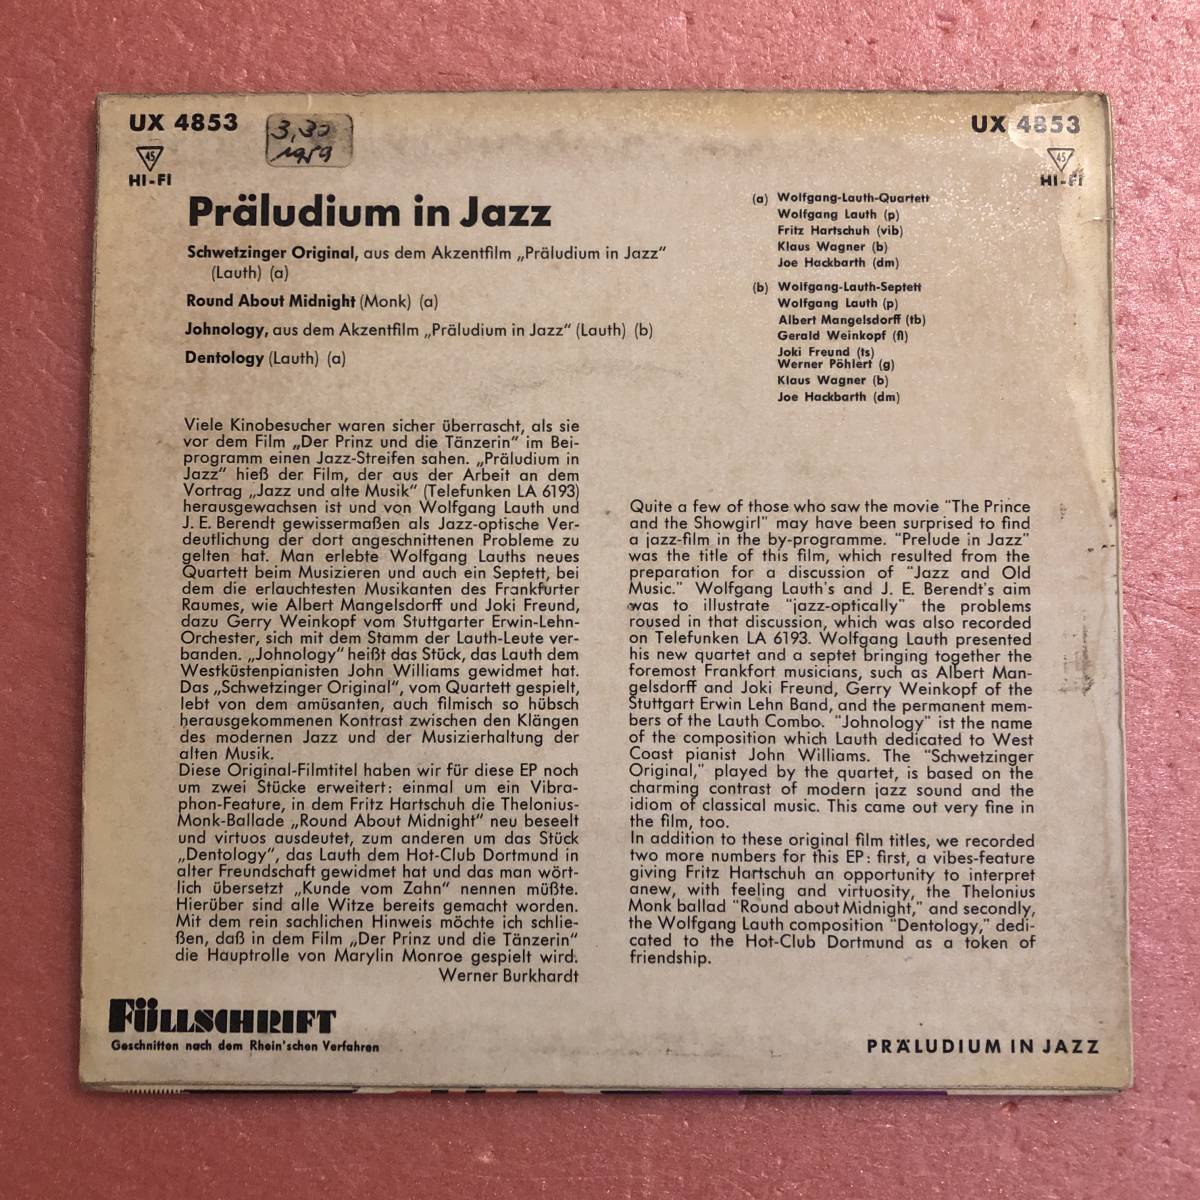 UX 4853
3,30
1959
UX 4853
45
HI-FI
45
HI-FI
Präludium in Jazz
Schwetzinger Original, aus dem Akzentfilm „Präludium in Jazz“
(Lauth) (a)
Round About Midnight (Monk) (a)
Johnology, aus dem Akzentfilm „Präludium in Jazz“ (Lauth) (b)
Dentology (Lauth) (a)
(a) Wolfgang-Lauth-Quartett
Wolfgang Lauth (p)
Fritz Hartschuh (vib)
Klaus Wagner (b)
Joe Hackbarth (dm)
(b) Wolfgang-Lauth-Septett
Wolfgang Lauth (p)
Albert Mangelsdorff (tb)
Gerald Weinkopf (fl)
Joki Freund (ts)
Werner Pöhlert (g)
Klaus Wagner (b)
Joe Hackbarth (dm)
Viele Kinobesucher waren sicher überrascht, als sie
vor dem Film „Der Prinz und die Tänzerin“ im Bei-
programm einen Jazz-Streifen sahen. „Präludium in
Jazz“ hieß der Film, der aus der Arbeit an dem
Vortrag „Jazz und alte Musik“ (Telefunken LA 6193)
herausgewachsen ist und von Wolfgang Lauth und
J. E. Berendt gewissermaßen als Jazz-optische Ver-
deutlichung der dort angeschnittenen Probleme zu
gelten hat. Man erlebte Wolfgang Lauths neues
Quartett beim Musizieren und auch ein Septett, bei
dem die erlauchtesten Musikanten des Frankfurter
Raumes, wie Albert Mangelsdorff und Joki Freund,
dazu Gerry Weinkopf vom Stuttgarter Erwin-Lehn-
Orchester, sich mit dem Stamm der Lauth-Leute ver-
banden. „Johnology“ heißt das Stück, das Lauth dem
Westküstenpianisten John Williams gewidmet hat.
Das „Schwetzinger Original“, vom Quartett gespielt,
lebt von dem amüsanten, auch filmisch so hübsch
herausgekommenen Kontrast zwischen den Klängen
des modernen Jazz und der Musizierhaltung der
alten Musik.
Diese Original-Filmtitel haben wir für diese EP noch
um zwei Stücke erweitert: einmal um ein Vibra-
phon-Feature, in dem Fritz Hartschuh die Thelonius-
Monk-Ballade „Round About Midnight“ neu beseelt
und virtuos ausdeutet, zum anderen um das Stück
„Dentology“, das Lauth dem Hot-Club Dortmund in
alter Freundschaft gewidmet hat und das man wört-
lich übersetzt „Kunde vom Zahn“ nennen müßte.
Hierüber sind alle Witze bereits gemacht worden.
Mit dem rein sachlichen Hinweis möchte ich schlie-
ßen, daß in dem Film „Der Prinz und die Tänzerin“
die Hauptrolle von Marylin Monroe gespielt wird.
Werner Burkhardt
Quite a few of those who saw the movie "The Prince
and the Showgirl" may have been surprised to find
a jazz-film in the by-programme. "Prelude in Jazz"
was the title of this film, which resulted from the
preparation for a discussion of "Jazz and Old
Music." Wolfgang Lauth's and J. E. Berendt's aim
was to illustrate "jazz-optically" the problems
roused in that discussion, which was also recorded
on Telefunken LA 6193. Wolfgang Lauth presented
his new quartet and a septet bringing together the
foremost Frankfort musicians, such as Albert Man-
gelsdorff and Joki Freund, Gerry Weinkopf of the
Stuttgart Erwin Lehn Band, and the permanent mem-
bers of the Lauth Combo. "Johnology" ist the name
of the composition which Lauth dedicated to West
Coast pianist John Williams. The "Schwetzinger
Original," played by the quartet, is based on the
charming contrast of modern jazz sound and the
idiom of classical music. This came out very fine in
the film, too.
In addition to these original film titles, we recorded
two more numbers for this EP: first, a vibes-feature
giving Fritz Hartschuh an opportunity to interpret
anew, with feeling and virtuosity, the Thelonius
Monk ballad "Round about Midnight," and secondly,
the Wolfgang Lauth composition "Dentology," dedi-
cated to the Hot-Club Dortmund as a token of
friendship.
FÜLLSCHRIFT
Geschnitten nach dem Rhein'schen Verfahren
PRÄLUDIUM IN JAZZ